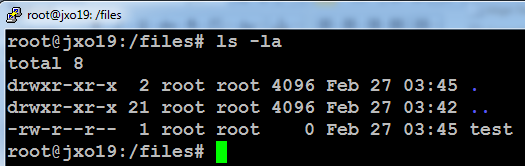 root@jxo19: /files
root@jxo19:/files# ls -la
total 8
drwxr-xr-x  2 root root 4096 Feb 27 03:45 .
drwxr-xr-x 21 root root 4096 Feb 27 03:42 ..
-rw-r--r--  1 root root    0 Feb 27 03:45 test
root@jxo19:/files#